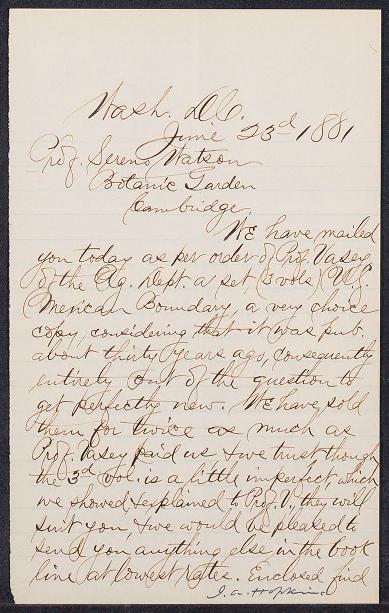 Wash. D.C.
June 23d 1881
Prof. Sereno Watson
Botanic Garden
Cambridge.
We have mailed
you today as per order of Prof. Vasey
of the Ag. Dept. a set (3 vols) U.S.
Mexican Boundary, a very choice
copy, considering that it was pub.
about thirty years ago, consequently
entirely out of the question to
get perfectly new. We have sold
them for twice as much as
Prof. Vasey paid us & we trust though
the 3d vol. is a little imperfect which
we showed & explained to Prof. V., they will
suit you, & we would be pleased to
send you anything else in the book
line at lowest rates. Enclosed find
J. A. Hopkins